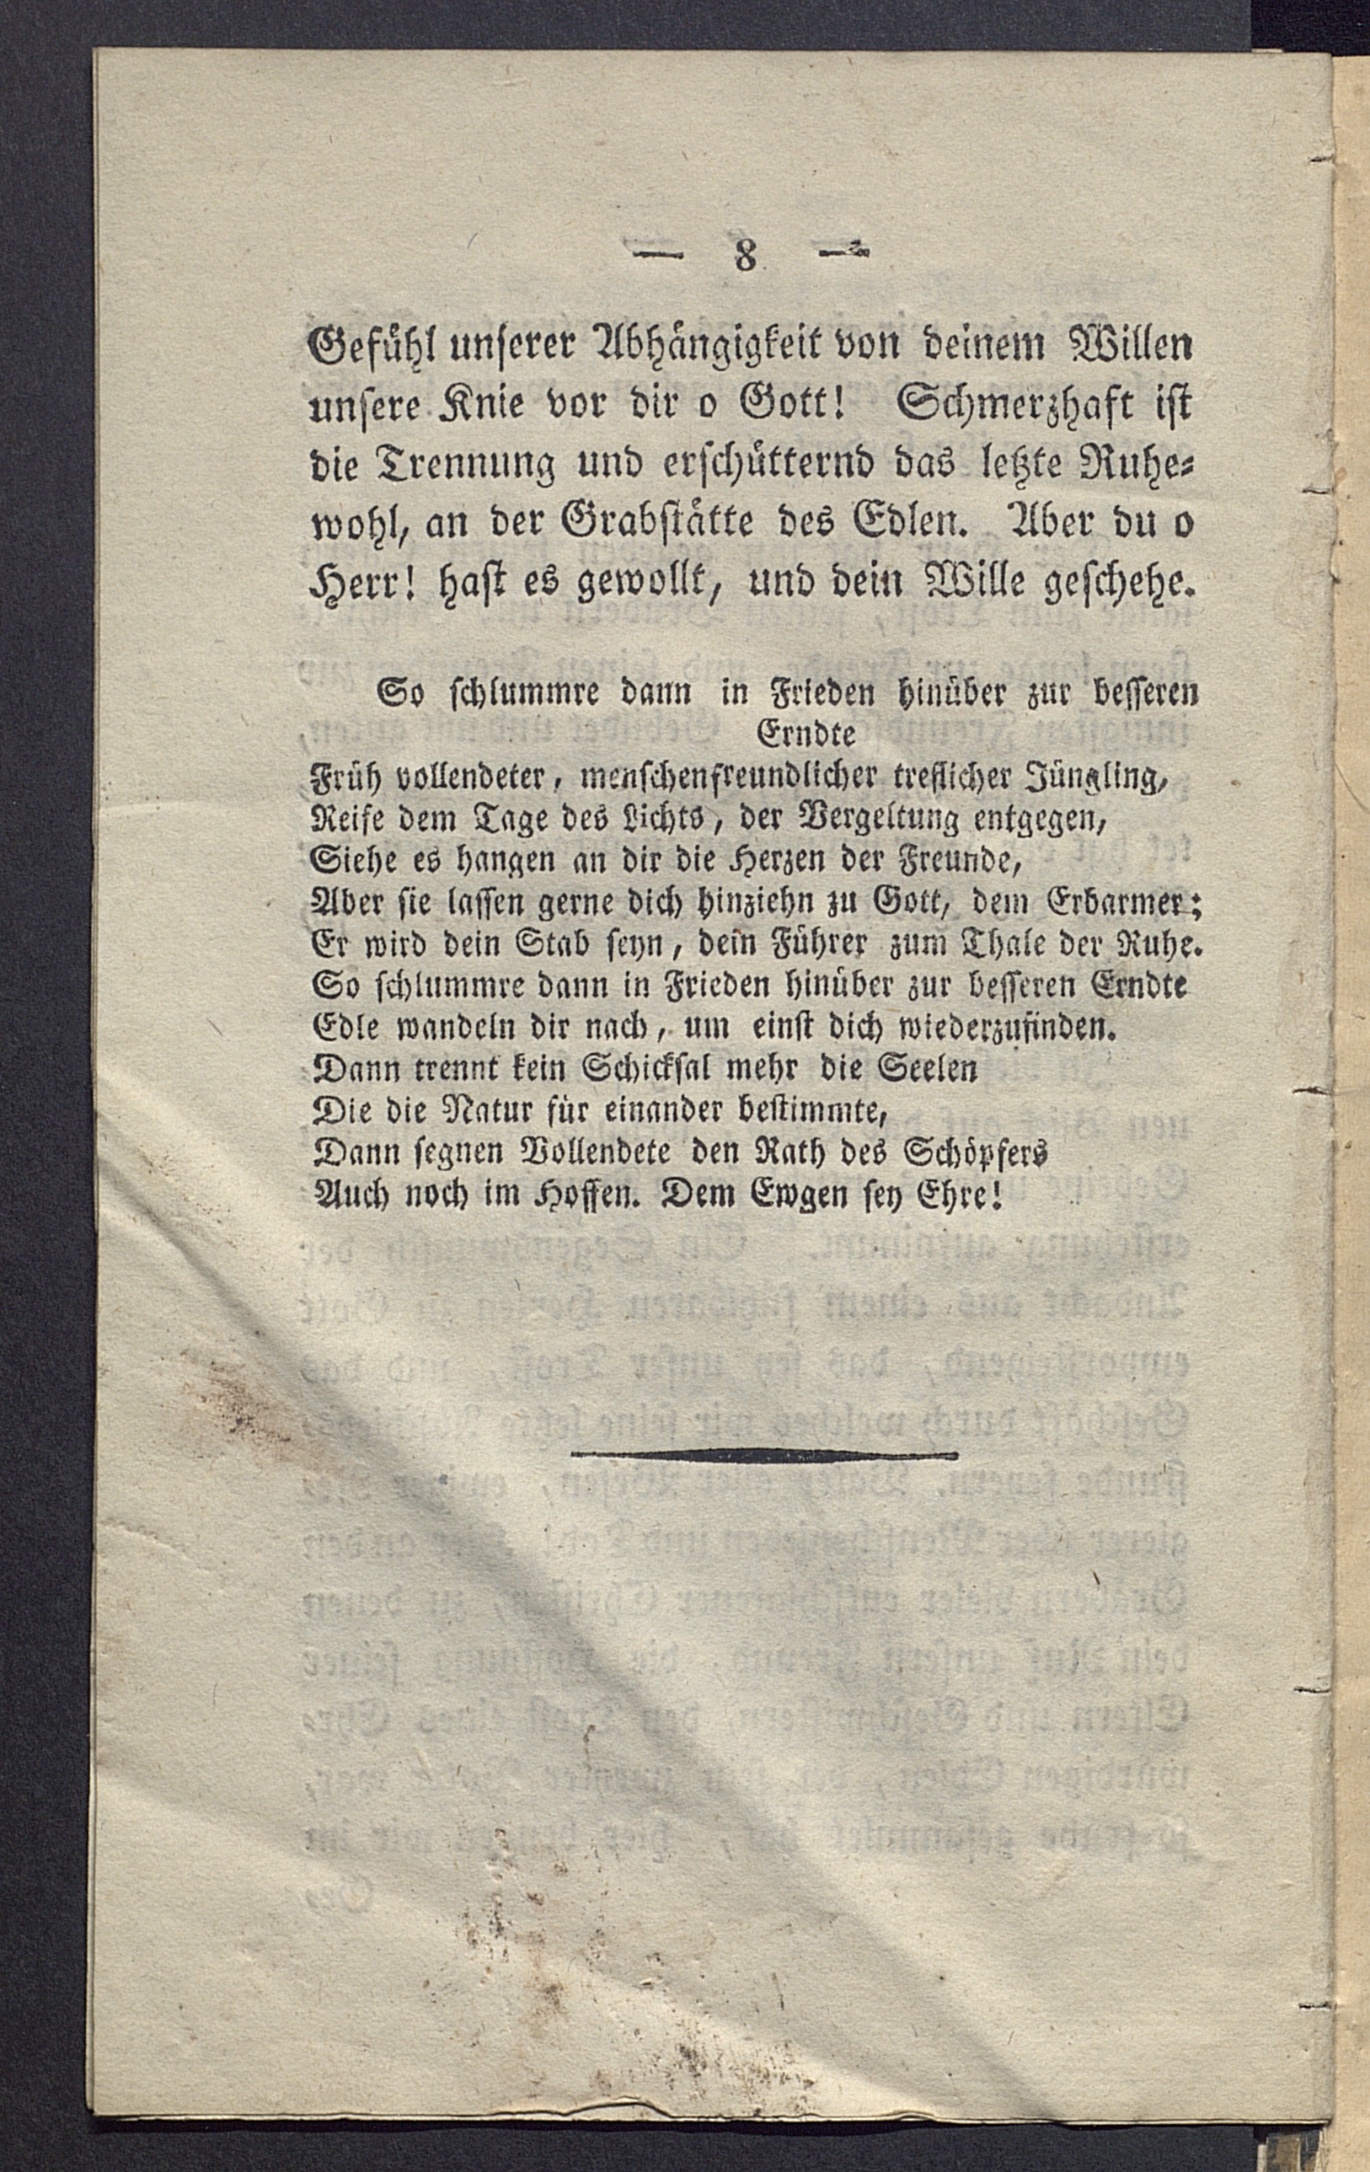 — 8 —
Gefühl unserer Abhängigkeit von deinem Willen
unsere Knie vor dir o Gott! Schmerzhaft ist
die Trennung und erschütternd das letzte Ruhe-
wohl, an der Grabstätte des Edlen. Aber du o
Herr! hast es gewollt, und dein Wille geschehe.
So schlummre dann in Frieden hinüber zur besseren
Erndte
Früh vollendeter, menschenfreundlicher treflicher Jüngling,
Reife dem Tage des Lichts, der Vergeltung entgegen,
Siehe es hangen an dir die Herzen der Freunde,
Aber sie lassen gerne dich hinziehn zu Gott, dem Erbarmer;
Er wird dein Stab seyn, dein Führer zum Thale der Ruhe.
So schlummre dann in Frieden hinüber zur besseren Erndte
Edle wandeln dir nach, um einst dich wiederzufinden.
Dann trennt kein Schicksal mehr die Seelen
Die die Natur für einander bestimmte,
Dann segnen Vollendete den Rath des Schöpfers
Auch noch im Hoffen. Dem Ewgen sey Ehre!